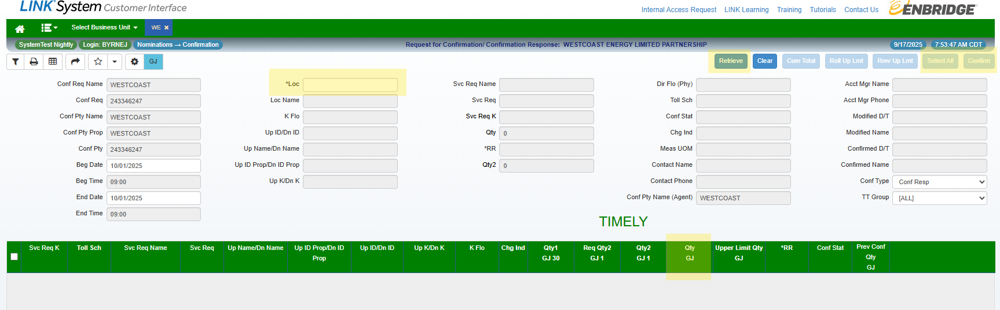 LINK® System Customer Interface
Internal Access Request LINK Learning Training Tutorials Contact Us
ENBRIDGE
Select Business Unit WE ×
SystemTest Nightly Login: BYRNEJ Nominations → Confirmation
Request for Confirmation/ Confirmation Response: WESTCOAST ENERGY LIMITED PARTNERSHIP
9/17/2025 7:53:47 AM CDT
GJ
Retrieve Clear Cum Total Roll Up Lmt Rmv Up Lmt Select All Confirm
Conf Req Name WESTCOAST
Conf Req 243346247
Conf Pty Name WESTCOAST
Conf Pty Prop WESTCOAST
Conf Pty 243346247
Beg Date 10/01/2025
Beg Time 09:00
End Date 10/01/2025
End Time 09:00
*Loc
Loc Name
K Flo
Up ID/Dn ID
Up Name/Dn Name
Up ID Prop/Dn ID Prop
Up K/Dn K
Svc Req Name
Svc Req
Svc Req K
Qty 0
*RR
Qty2 0
Dir Flo (Phy)
Toll Sch
Conf Stat
Chg Ind
Meas UOM
Contact Name
Contact Phone
Conf Pty Name (Agent) WESTCOAST
Acct Mgr Name
Acct Mgr Phone
Modified D/T
Modified Name
Confirmed D/T
Confirmed Name
Conf Type Conf Resp
TT Group [ALL]
TIMELY
Svc Req K
Toll Sch
Svc Req Name
Svc Req
Up Name/Dn Name
Up ID Prop/Dn ID
Prop
Up ID/Dn ID
Up K/Dn K
K Flo
Chg Ind
Qty1
GJ 30
Req Qty2
GJ 1
Qty2
GJ 1
Qty
GJ
Upper Limit Qty
GJ
*RR
Conf Stat
Prev Conf
Qty
GJ